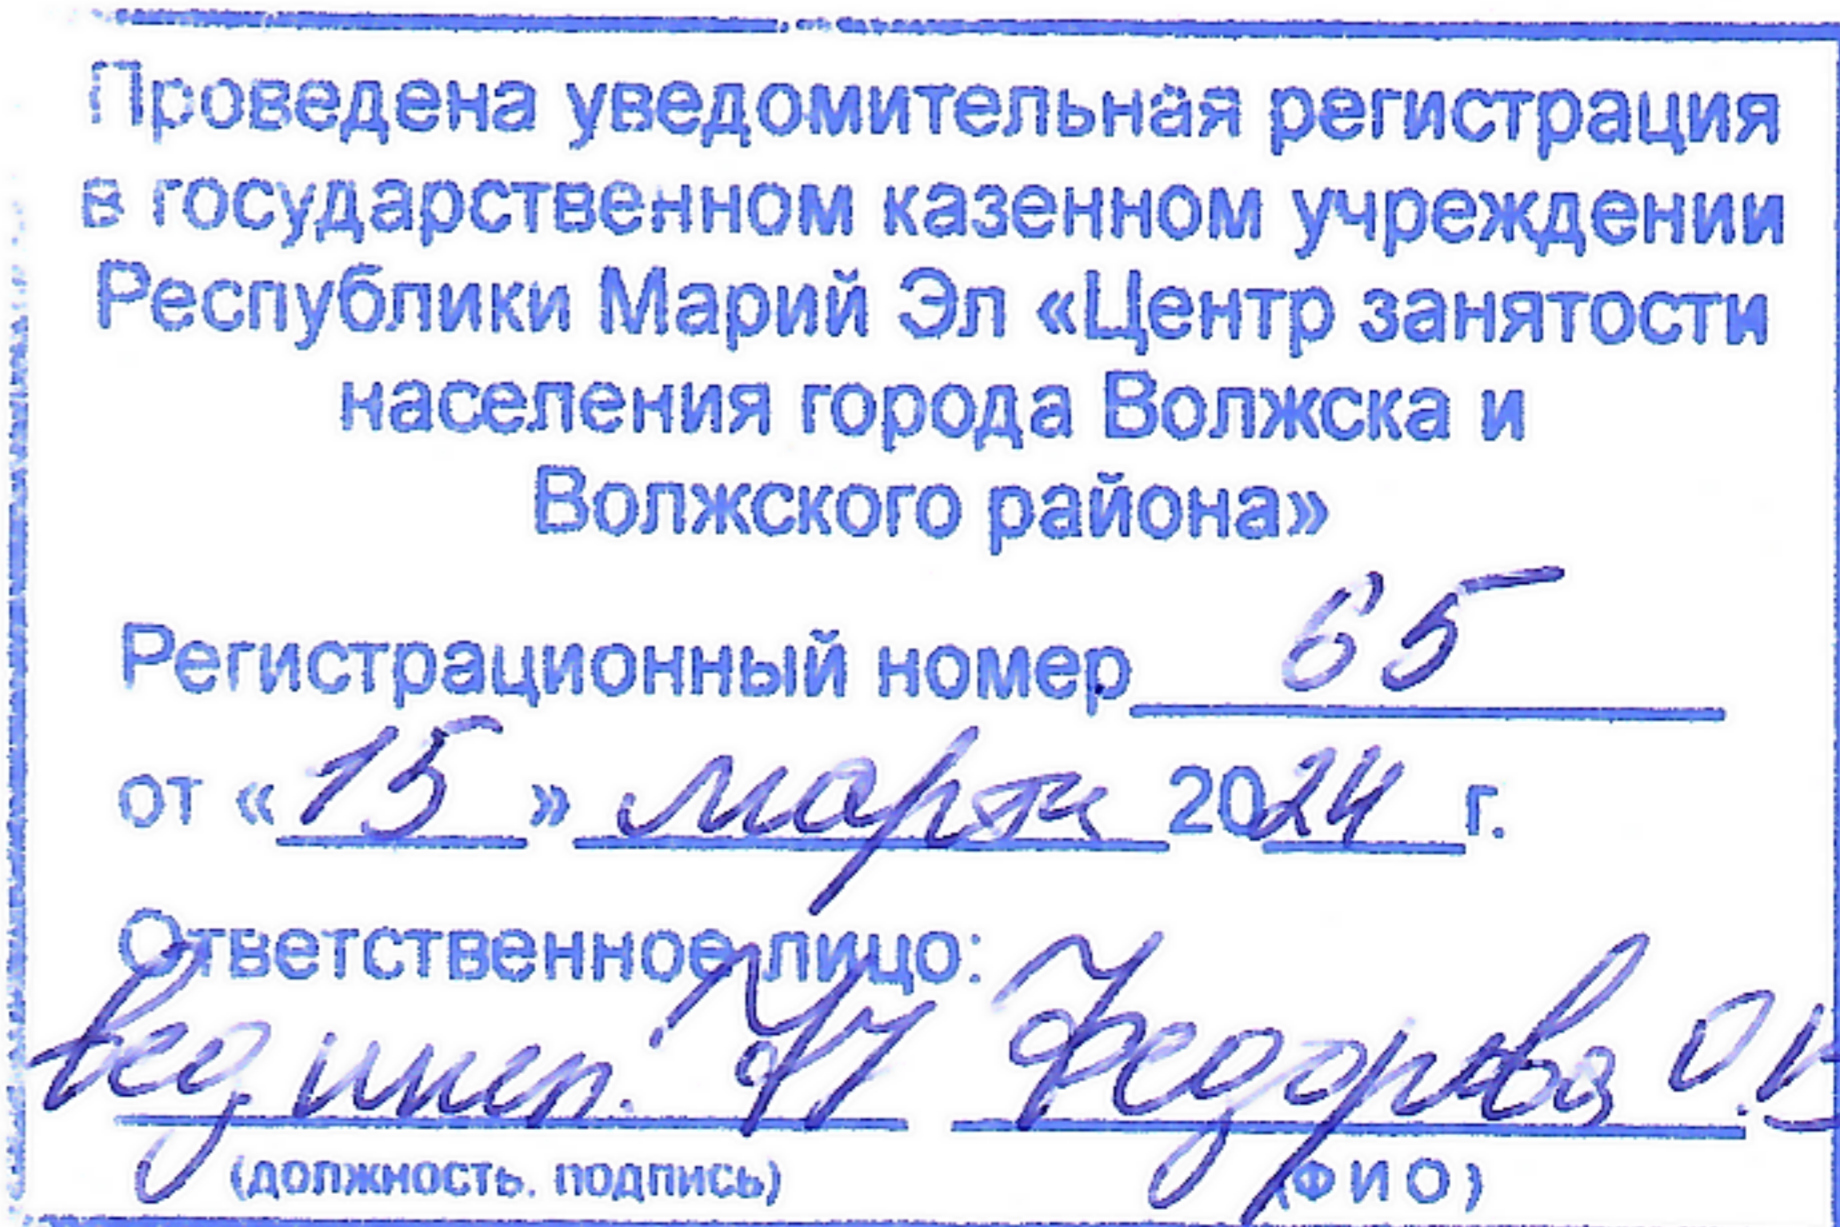 Проведена уведомительная регистрация
в государственном казенном учреждении
Республики Марий Эл «Центр занятости
населения города Волжска и
Волжского района»
Регистрационный номер 65
от «15» марта 2024 г.
Ответственное лицо:
вед инсп. Федорова О.В
(должность, подпись) (ФИО)